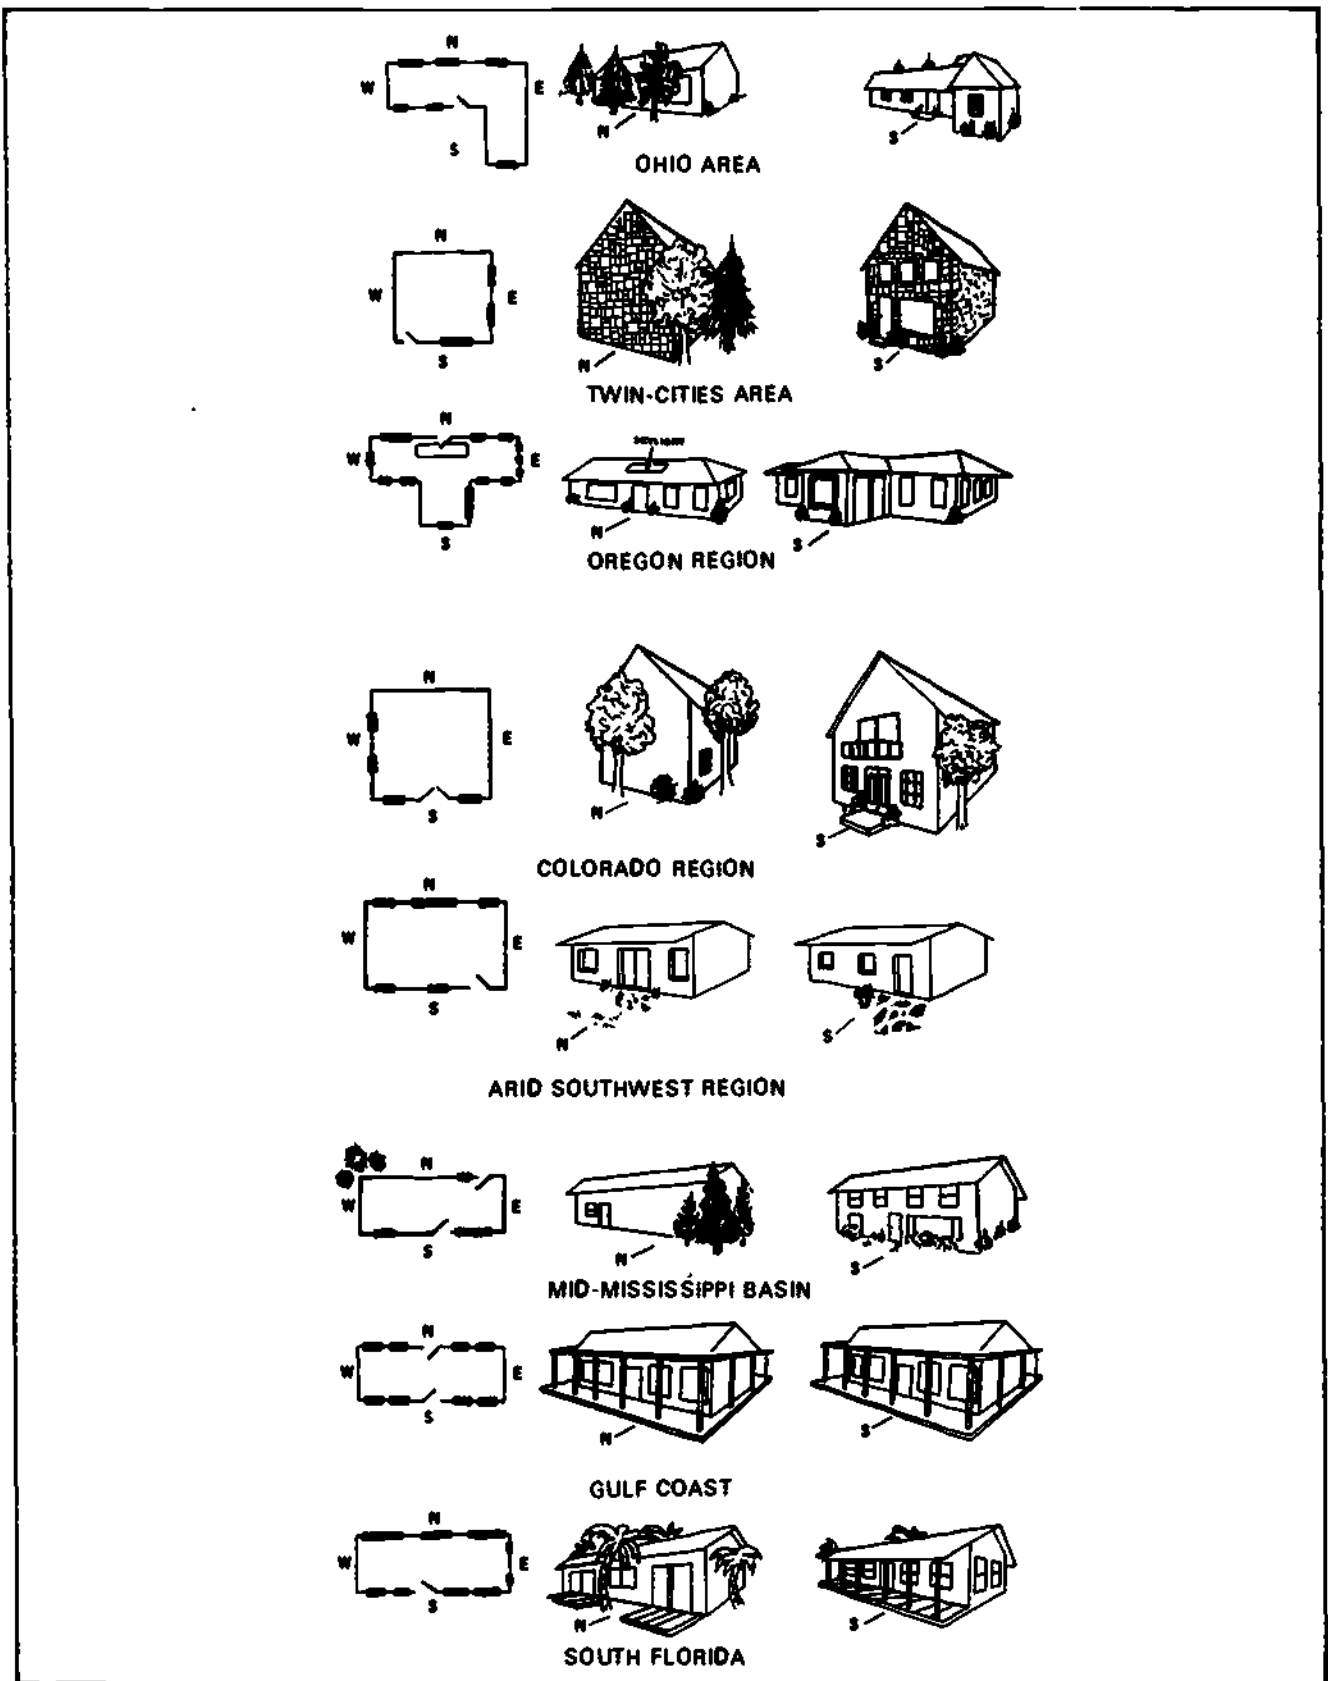 N
W E
S
N
S
OHIO AREA
N
W E
S
N
S
TWIN-CITIES AREA
N
W E
S
SKYLIGHT
N
S
OREGON REGION
N
W E
S
N
S
COLORADO REGION
N
W E
S
N
S
ARID SOUTHWEST REGION
N
W E
S
N
S
MID-MISSISSIPPI BASIN
N
W E
S
N
S
GULF COAST
N
W E
S
N
S
SOUTH FLORIDA